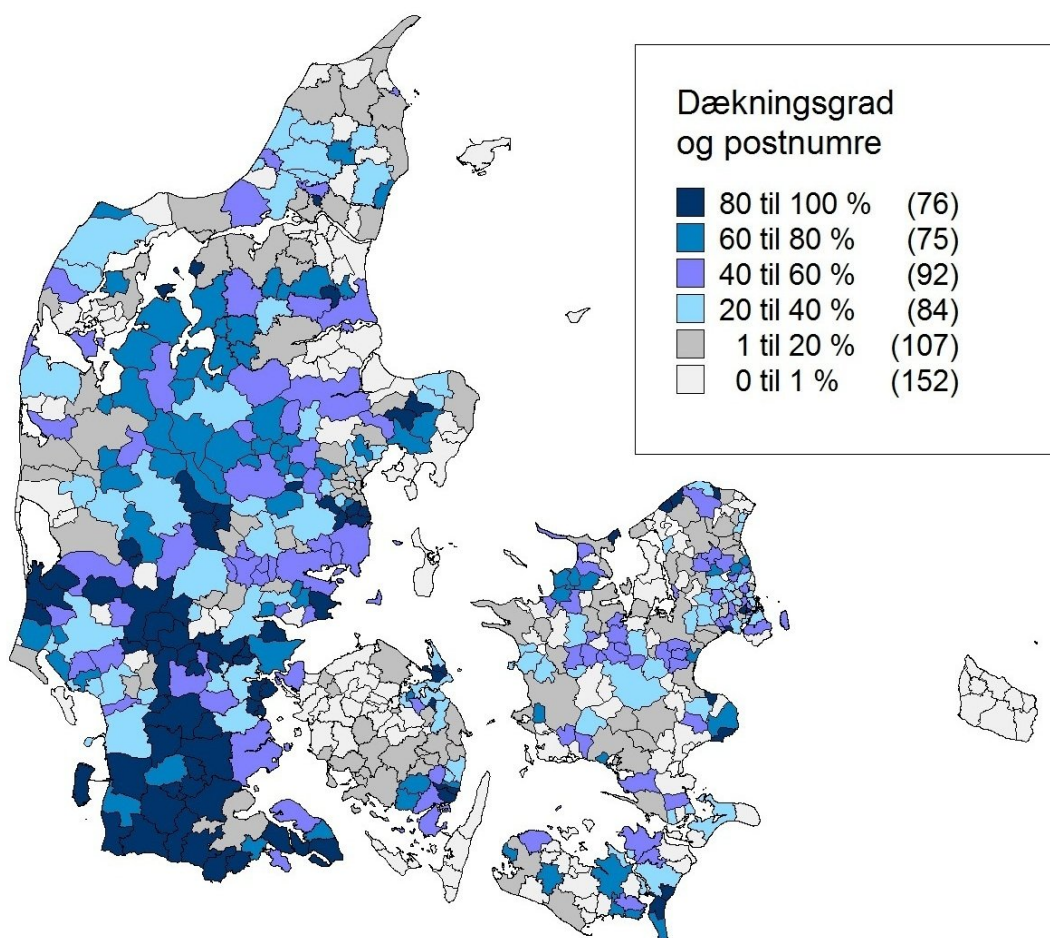 Dækningsgrad
og postnumre
80 til 100 % (76)
60 til 80 % (75)
40 til 60 % (92)
20 til 40 % (84)
1 til 20 % (107)
0 til 1 % (152)